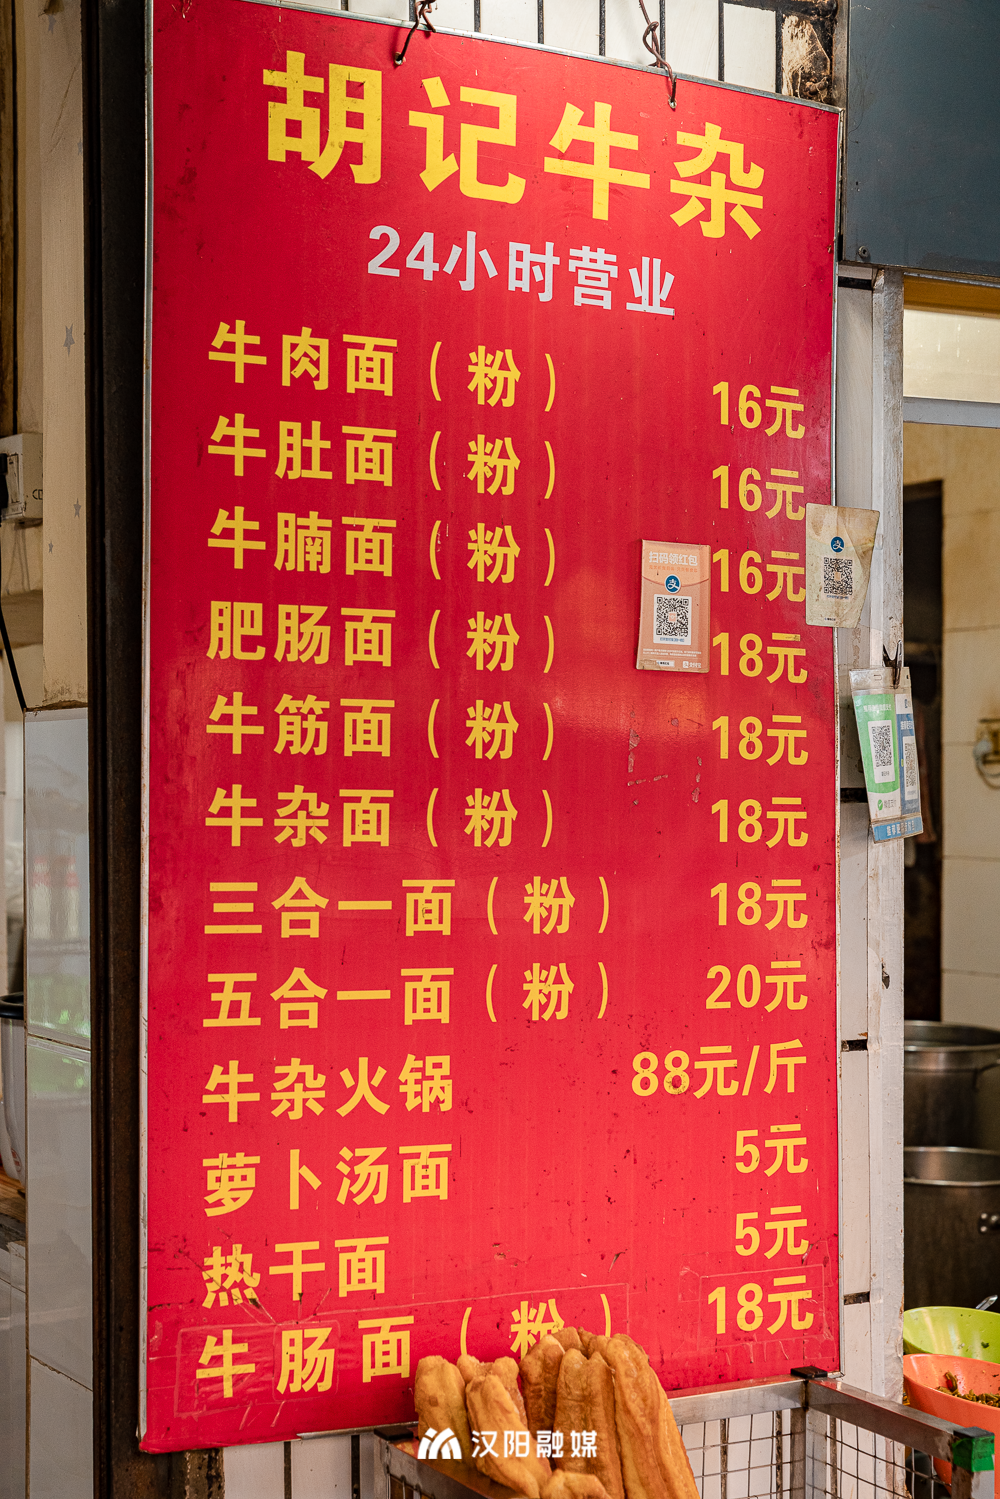 胡记牛杂
24小时营业
牛肉面（粉） 16元
牛肚面（粉） 16元
牛腩面（粉） 16元
肥肠面（粉） 18元
牛筋面（粉） 18元
牛杂面（粉） 18元
三合一面（粉） 18元
五合一面（粉） 20元
牛杂火锅 88元/斤
萝卜汤面 5元
热干面 5元
牛肠面（粉） 18元
扫码领红包
支
支
汉阳融媒